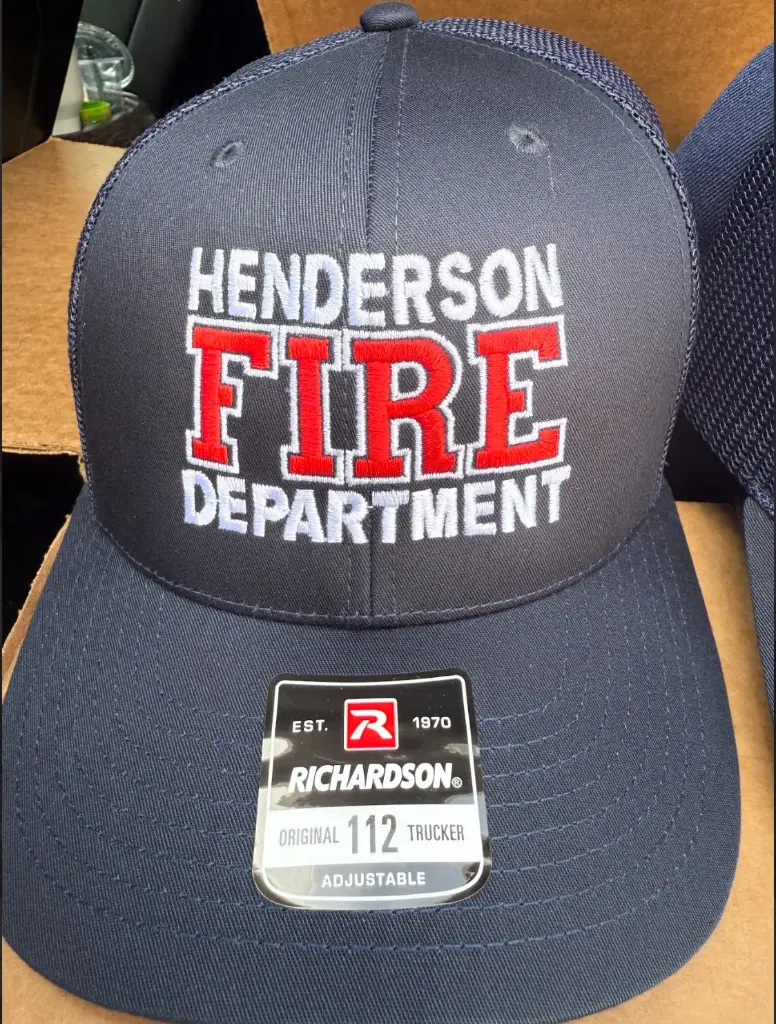 HENDERSON
FIRE
DEPARTMENT
EST. R 1970
RICHARDSON®
ORIGINAL 112 TRUCKER
ADJUSTABLE